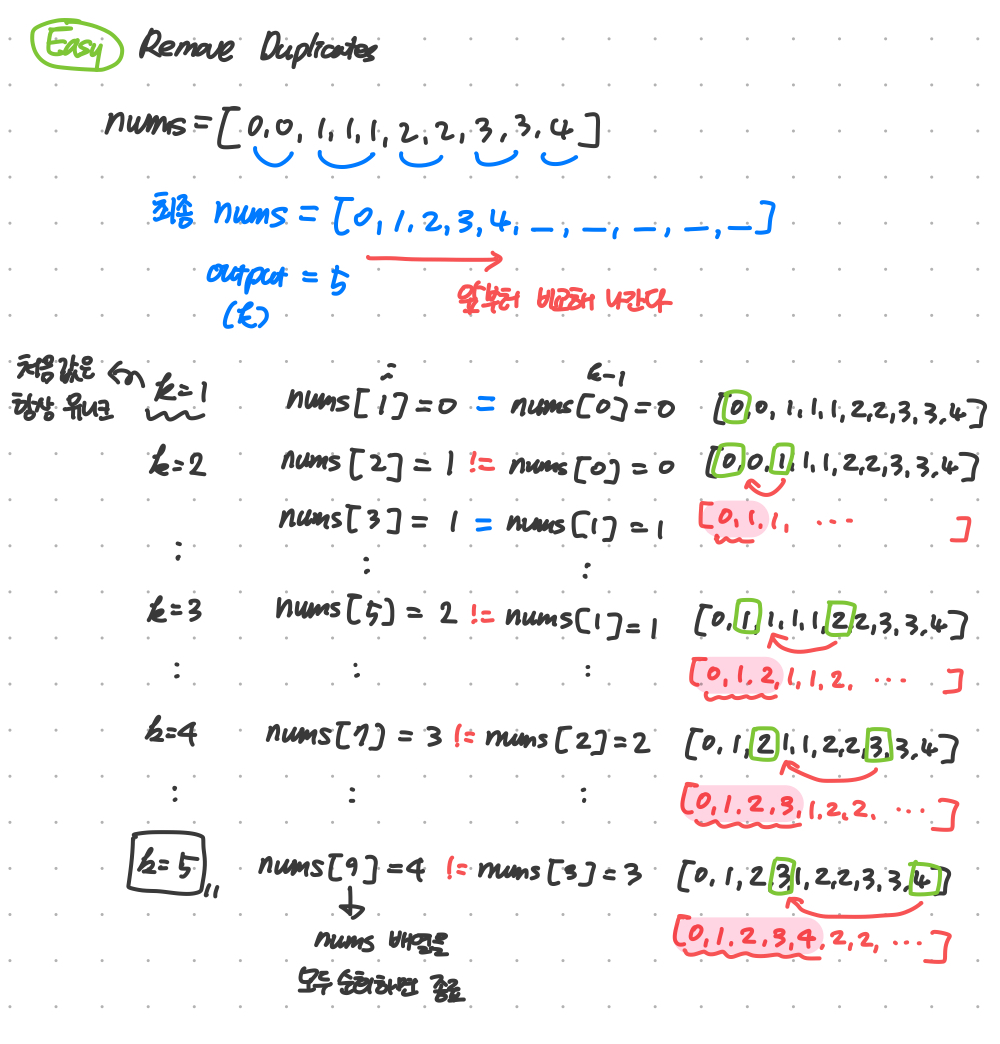 Easy Remove Duplicates
nums = [0, 0, 1, 1, 1, 2, 2, 3, 3, 4]
최종 nums = [0, 1, 2, 3, 4, _, _, _, _, _]
output = 5
(k)
앞부터 비교해 나간다
처음값은
항상 유니크
i k-1
k=1 nums[1]=0 = nums[0]=0 [0,0,1,1,1,2,2,3,3,4]
k=2 nums[2]=1 != nums[0]=0 [0,0,1,1,1,2,2,3,3,4]
nums[3]=1 = nums[1]=1 [0,1,1, ... ]
: : :
k=3 nums[5]=2 != nums[1]=1 [0,1,1,1,1,2,2,3,3,4]
: : : [0,1,2,1,1,2, ... ]
k=4 nums[7]=3 != nums[2]=2 [0,1,2,1,1,2,2,3,3,4]
: : : [0,1,2,3,1,2,2, ... ]
k=5 nums[9]=4 != nums[3]=3 [0,1,2,3,1,2,2,3,3,4]
[0,1,2,3,4,2,2, ... ]
nums 배열을
모두 순회하면 종료